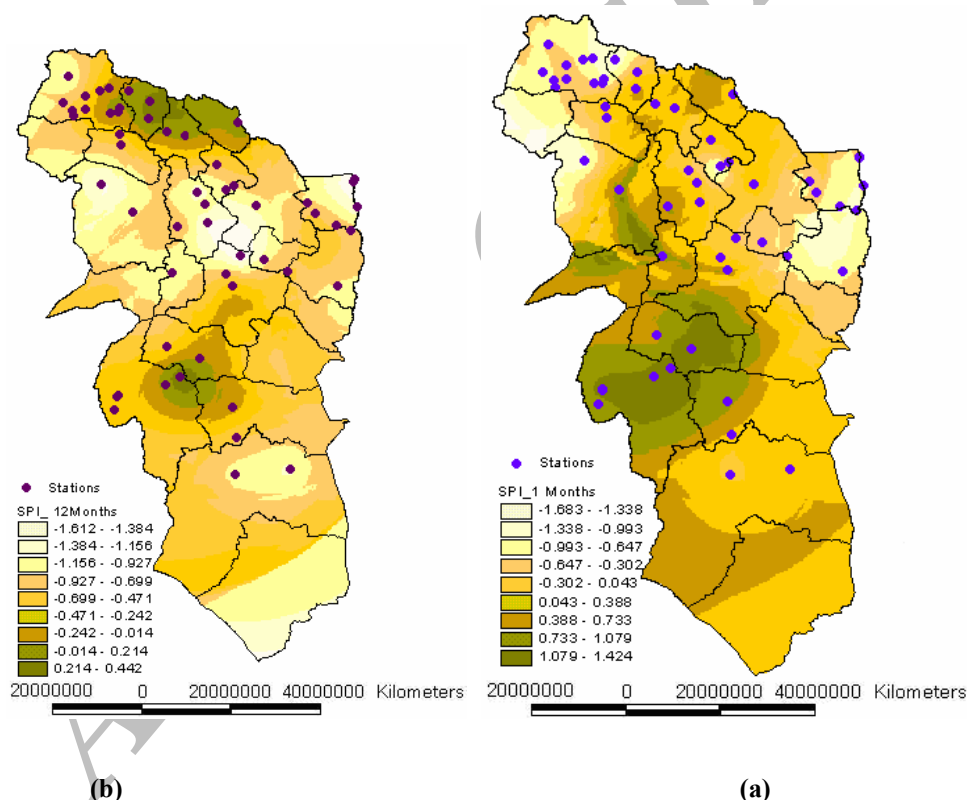 Stations
SPI_ 12Months
-1.612 - -1.384
-1.384 - -1.156
-1.156 - -0.927
-0.927 - -0.699
-0.699 - -0.471
-0.471 - -0.242
-0.242 - -0.014
-0.014 - 0.214
0.214 - 0.442
20000000 0 20000000 40000000 Kilometers
(b)
Stations
SPI_1 Months
-1.683 - -1.338
-1.338 - -0.993
-0.993 - -0.647
-0.647 - -0.302
-0.302 - 0.043
0.043 - 0.388
0.388 - 0.733
0.733 - 1.079
1.079 - 1.424
20000000 0 20000000 40000000 Kilometers
(a)